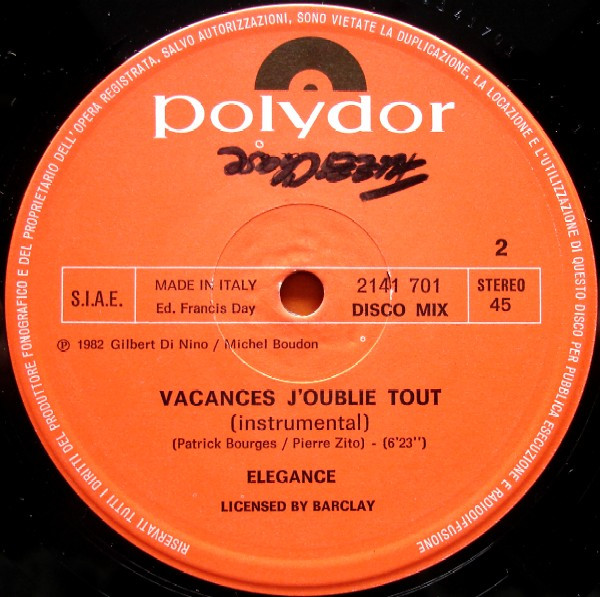 RISERVATI TUTTI I DIRITTI DEL PRODUTTORE FONOGRAFICO E DEL PROPRIETARIO DELL'OPERA REGISTRATA. SALVO AUTORIZZAZIONI, SONO VIETATE LA DUPLICAZIONE, LA LOCAZIONE E L'UTILIZZAZIONE DI QUESTO DISCO PER PUBBLICA ESECUZIONE E RADIODIFFUSIONE.
polydor
2
S.I.A.E. MADE IN ITALY 2141 701 STEREO
Ed. Francis Day DISCO MIX 45
℗ 1982 Gilbert Di Nino / Michel Boudon
VACANCES J'OUBLIE TOUT
(instrumental)
(Patrick Bourges / Pierre Zito) - (6'23'')
ELEGANCE
LICENSED BY BARCLAY